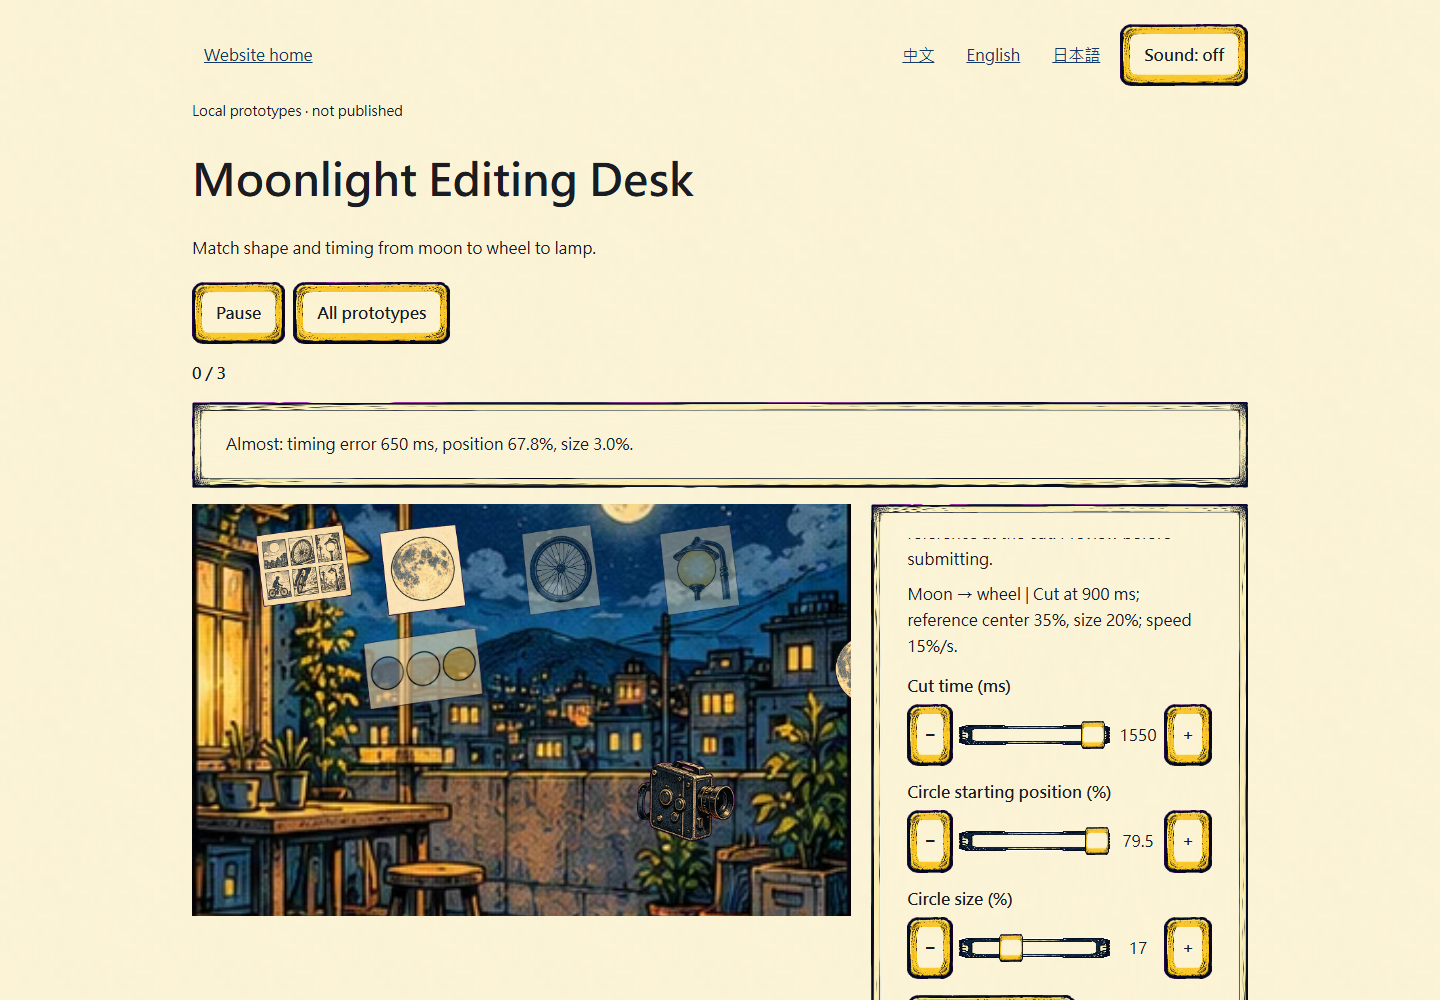 Website home
中文 English 日本語 Sound: off
Local prototypes · not published
Moonlight Editing Desk
Match shape and timing from moon to wheel to lamp.
Pause All prototypes
0 / 3
Almost: timing error 650 ms, position 67.8%, size 3.0%.
submitting.
Moon → wheel | Cut at 900 ms;
reference center 35%, size 20%; speed
15%/s.
Cut time (ms)
− 1550 +
Circle starting position (%)
− 79.5 +
Circle size (%)
− 17 +